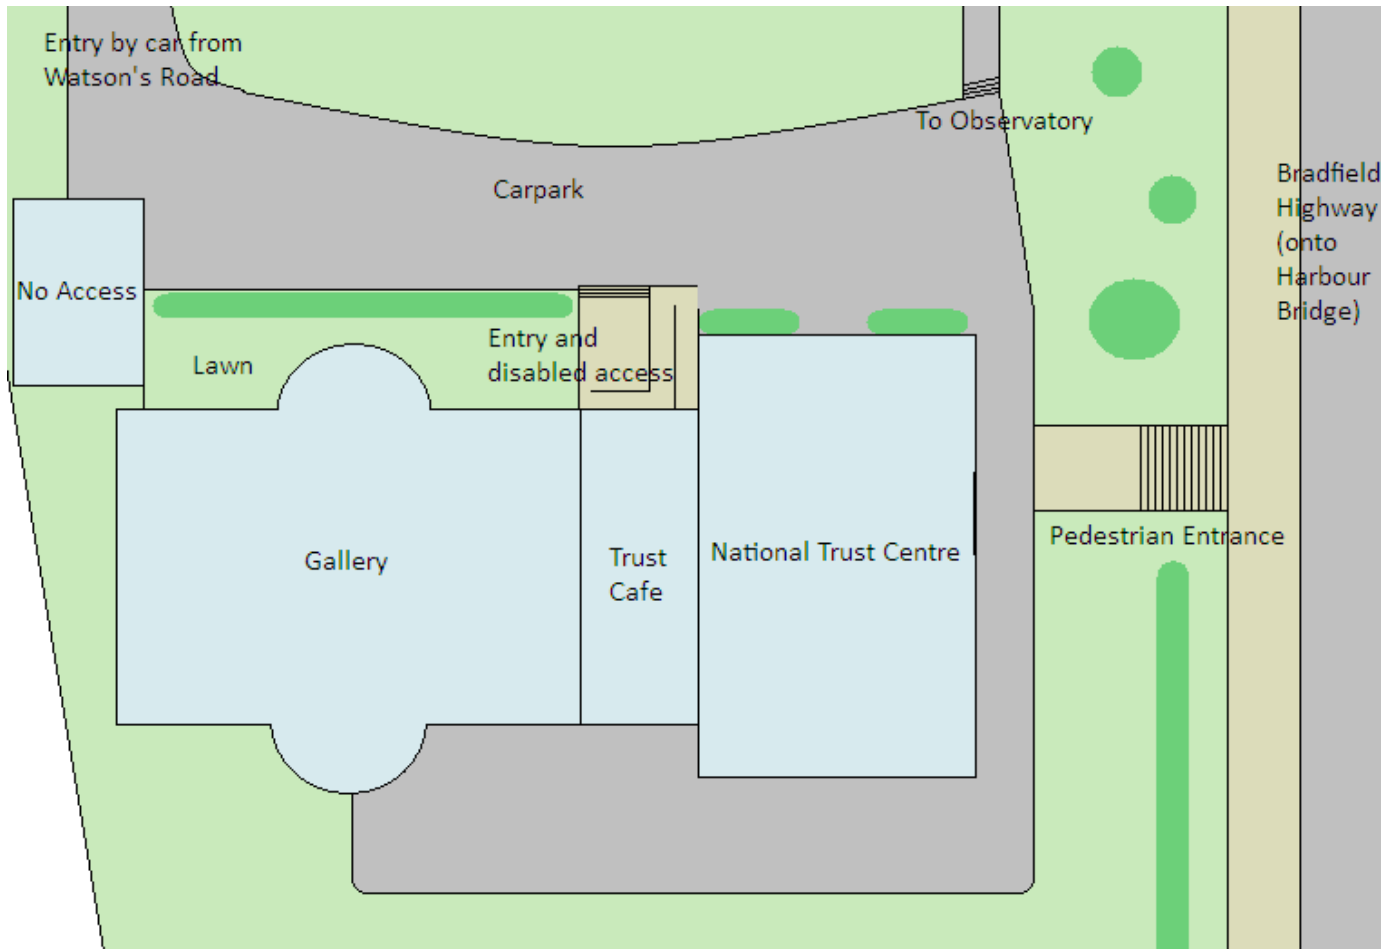 Entry by car from
Watson's Road
To Observatory
Carpark
Bradfield
Highway
(onto
Harbour
Bridge)
No Access
Entry and
disabled access
Lawn
Pedestrian Entrance
Gallery
Trust
Cafe
National Trust Centre